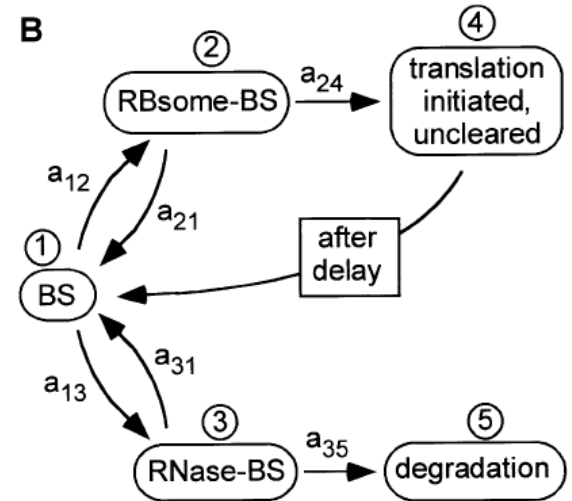 B
2
4
RBsome-BS
a24
translation
initiated,
uncleared
a12
a21
1
BS
after
delay
a13
a31
3
5
RNase-BS
a35
degradation